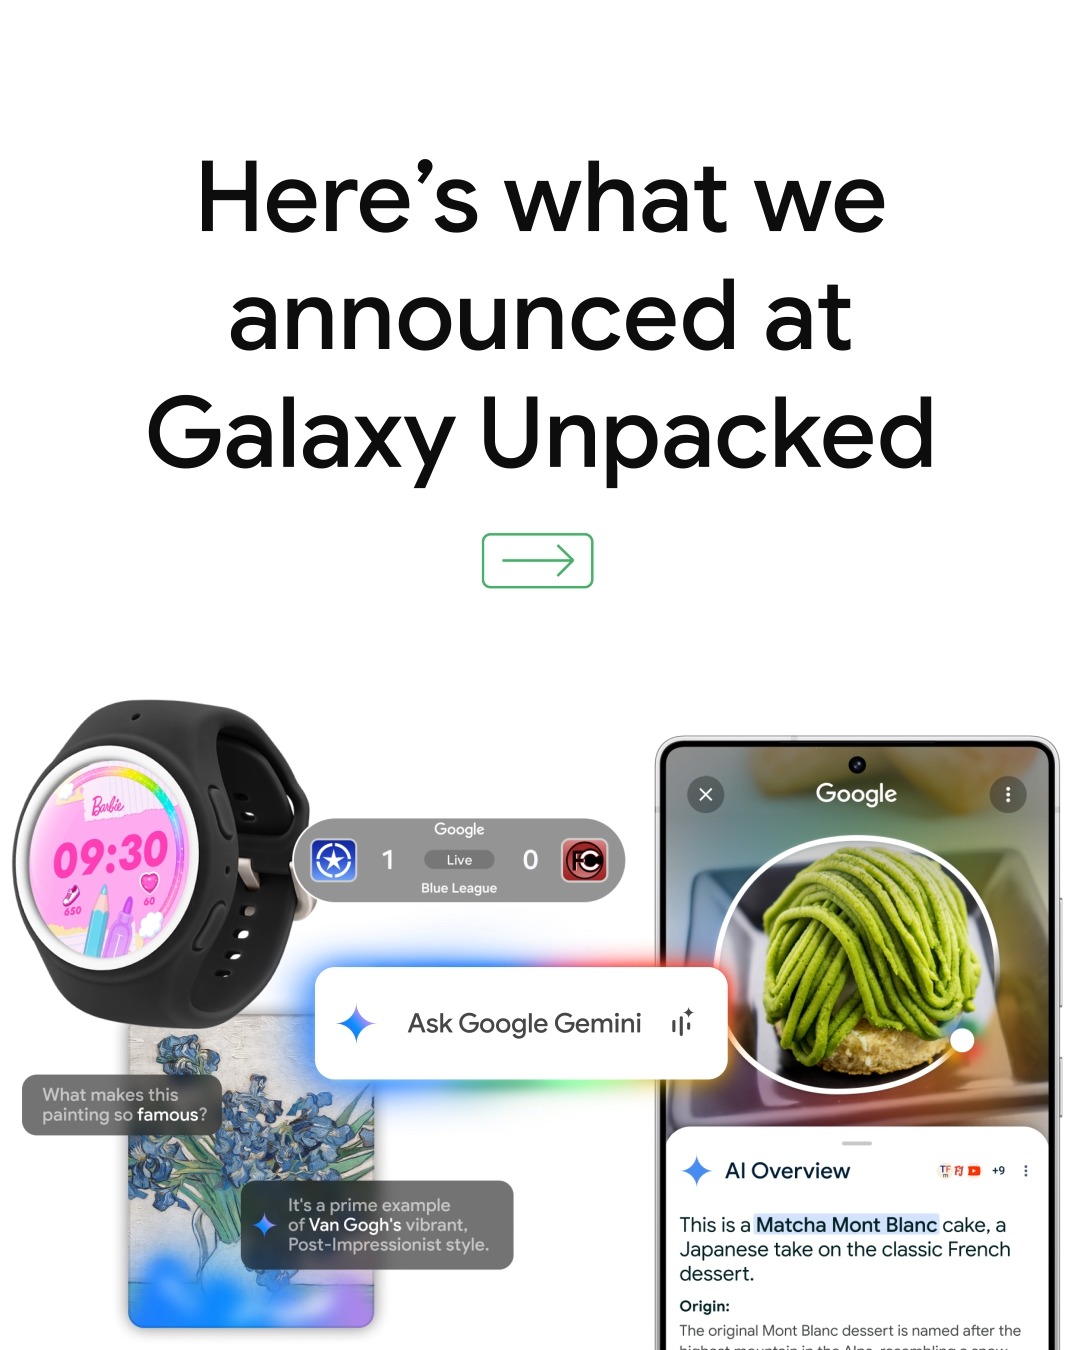 Here’s what we
announced at
Galaxy Unpacked
Barbie
09:30
650
60
Google
1
Live
0
FC
Blue League
Ask Google Gemini
What makes this
painting so famous?
It's a prime example
of Van Gogh's vibrant,
Post-Impressionist style.
Google
AI Overview
+9
This is a Matcha Mont Blanc cake, a
Japanese take on the classic French
dessert.
Origin:
The original Mont Blanc dessert is named after the